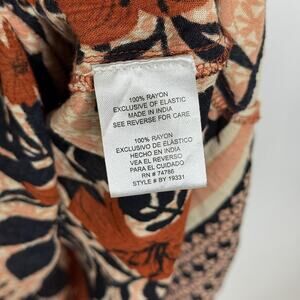 100% RAYON
EXCLUSIVE OF ELASTIC
MADE IN INDIA
SEE REVERSE FOR CARE
100% RAYON
EXCLUSIVO DE ELÁSTICO
HECHO EN INDIA
VEA EL REVERSO
PARA EL CUIDADO
RN # 74786
STYLE # BY 19331